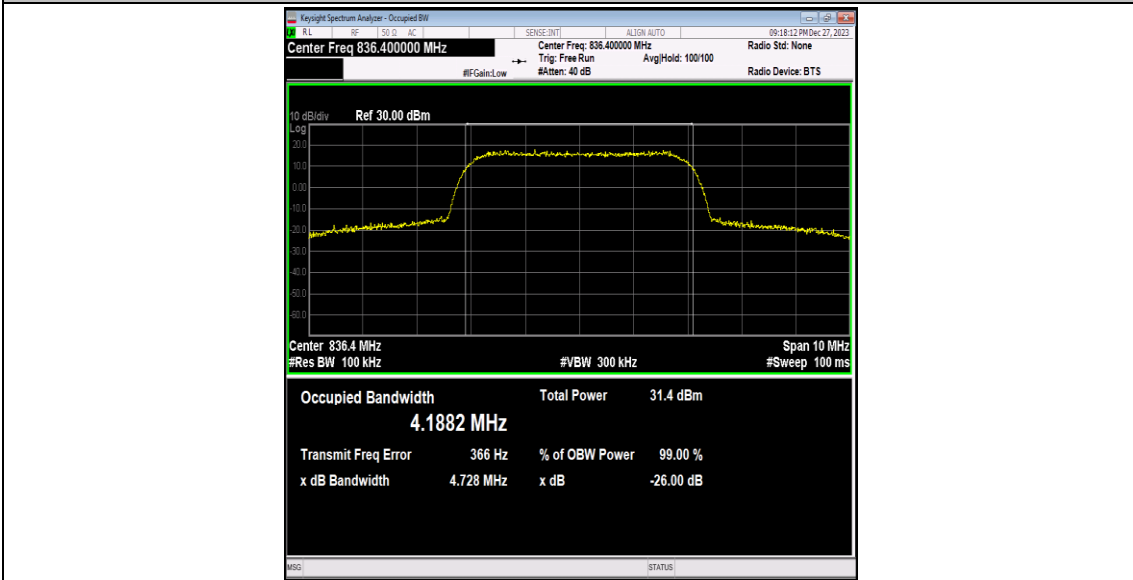 Keysight Spectrum Analyzer - Occupied BW
LXI RL RF 50 Ω AC SENSE:INT ALIGN AUTO 09:18:12 PM Dec 27, 2023
Center Freq 836.400000 MHz Center Freq: 836.400000 MHz Radio Std: None
Trig: Free Run Avg|Hold: 100/100
#IFGain:Low #Atten: 40 dB Radio Device: BTS
10 dB/div Ref 30.00 dBm
Log
20.0
10.0
0.00
-10.0
-20.0
-30.0
-40.0
-50.0
-60.0
Center 836.4 MHz Span 10 MHz
#Res BW 100 kHz #VBW 300 kHz #Sweep 100 ms
Occupied Bandwidth Total Power 31.4 dBm
4.1882 MHz
Transmit Freq Error 366 Hz % of OBW Power 99.00 %
x dB Bandwidth 4.728 MHz x dB -26.00 dB
MSG STATUS